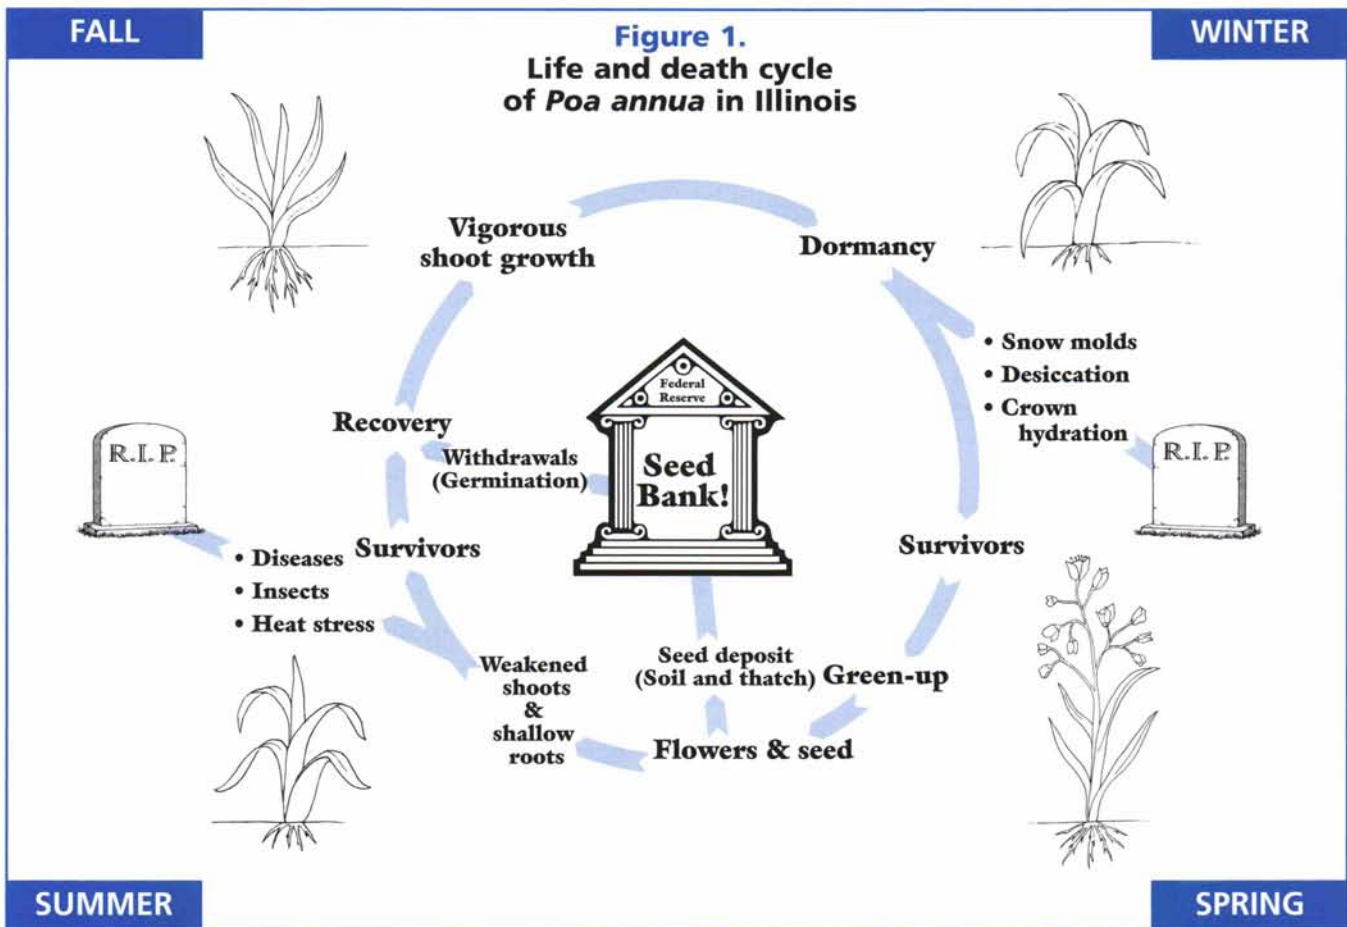 FALL
Figure 1.
Life and death cycle
of Poa annua in Illinois
WINTER
Vigorous
shoot growth
Dormancy
• Snow molds
• Desiccation
• Crown
hydration
R.I.P.
Federal
Reserve
Seed
Bank!
Recovery
Withdrawals
(Germination)
R.I.P.
Survivors
• Diseases
• Insects
• Heat stress
Survivors
Weakened
shoots
&
shallow
roots
Seed deposit
(Soil and thatch)
Green-up
Flowers & seed
SUMMER
SPRING